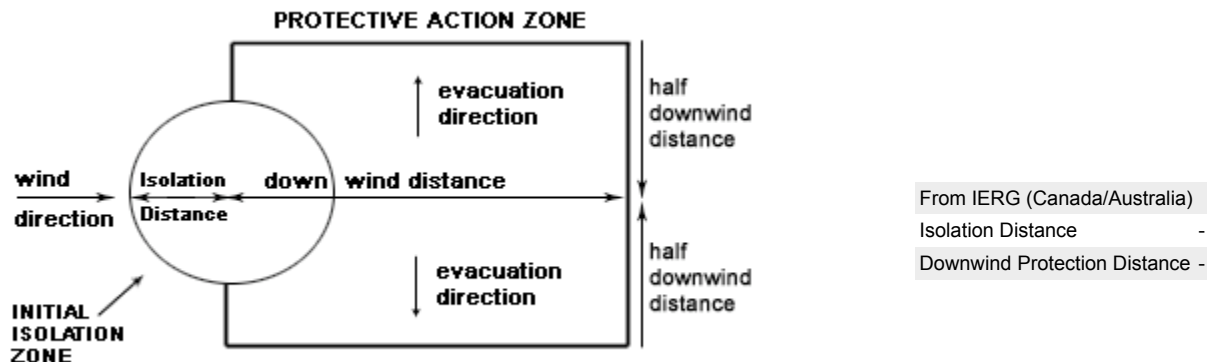 PROTECTIVE ACTION ZONE
evacuation
direction
half
downwind
distance
wind
direction
Isolation
Distance
down wind distance
half
downwind
distance
evacuation
direction
INITIAL
ISOLATION
ZONE
From IERG (Canada/Australia)
Isolation Distance -
Downwind Protection Distance -